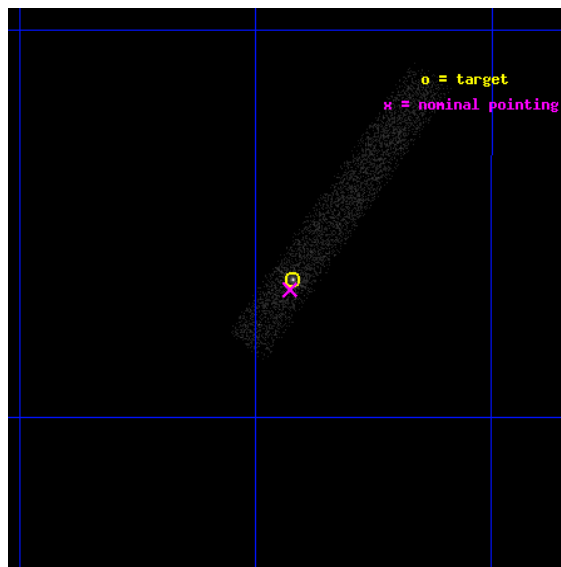 o = target
x = nominal pointing